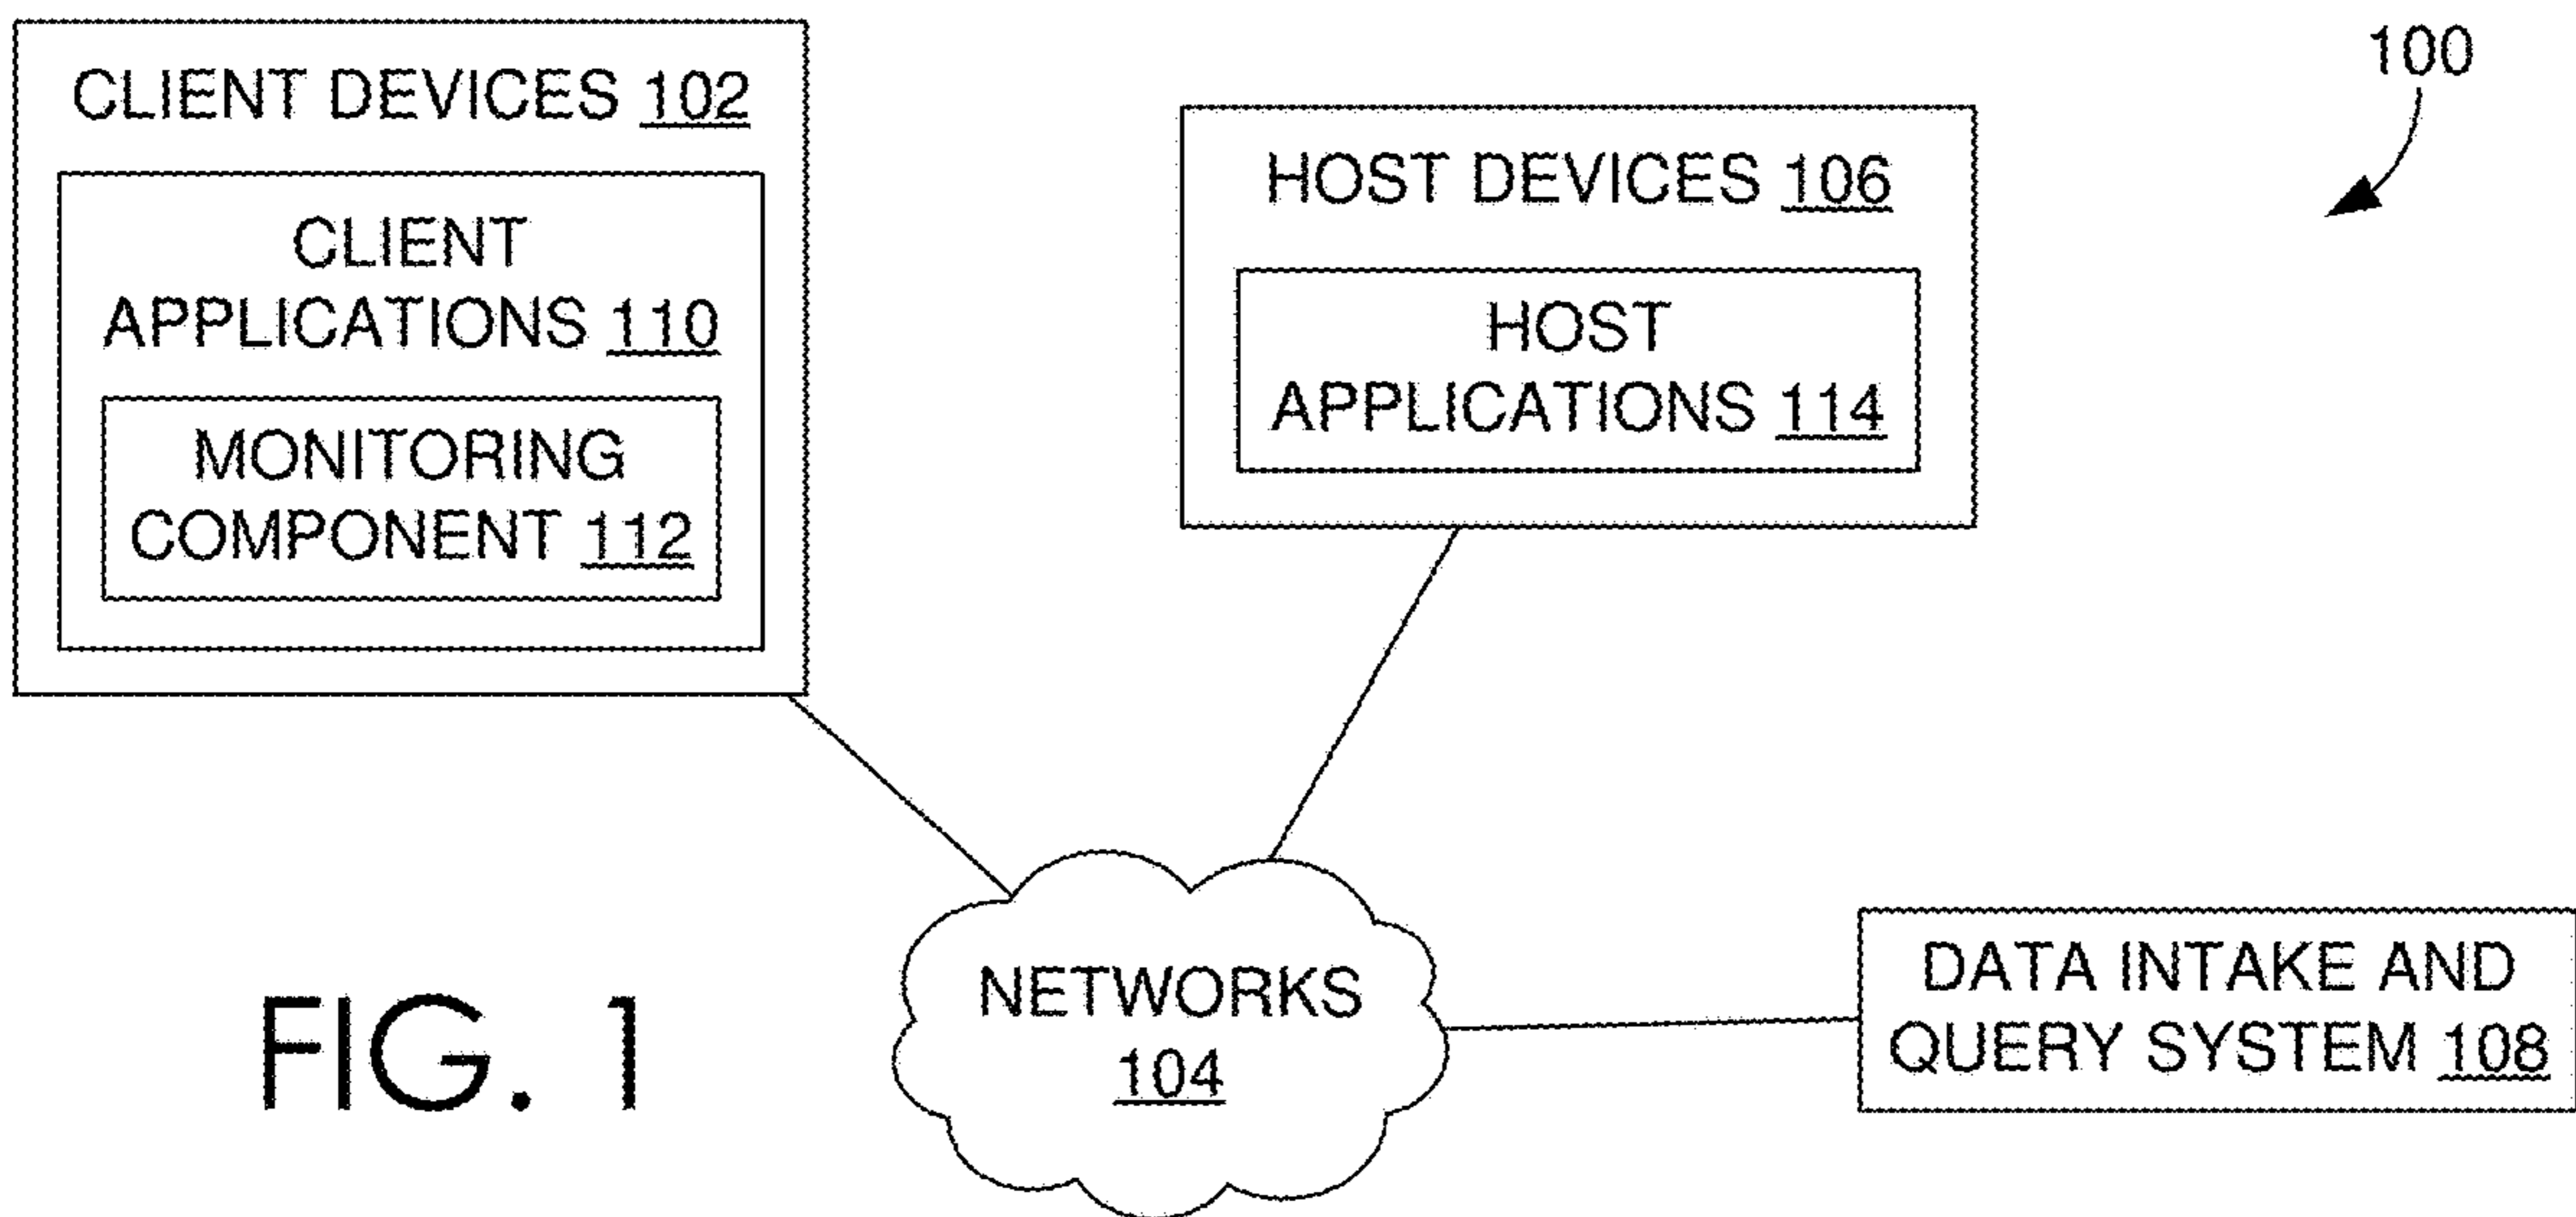 100
CLIENT DEVICES 102
CLIENT
APPLICATIONS 110
MONITORING
COMPONENT 112
HOST DEVICES 106
HOST
APPLICATIONS 114
NETWORKS
104
DATA INTAKE AND
QUERY SYSTEM 108
FIG. 1